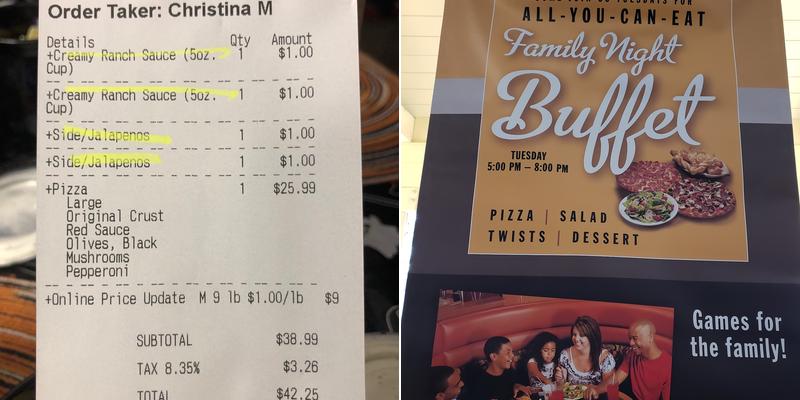 Order Taker: Christina M
Details Qty Amount
+Creamy Ranch Sauce (5oz. 1 $1.00
Cup)
+Creamy Ranch Sauce (5oz. 1 $1.00
Cup)
+Side/Jalapenos 1 $1.00
+Side/Jalapenos 1 $1.00
+Pizza 1 $25.99
Large
Original Crust
Red Sauce
Olives, Black
Mushrooms
Pepperoni
+Online Price Update M 9 lb $1.00/lb $9
SUBTOTAL $38.99
TAX 8.35% $3.26
TOTAL $42.25
ALL-YOU-CAN-EAT
Family Night
Buffet
TUESDAY
5:00 PM – 8:00 PM
PIZZA | SALAD
TWISTS | DESSERT
Games for
the family!